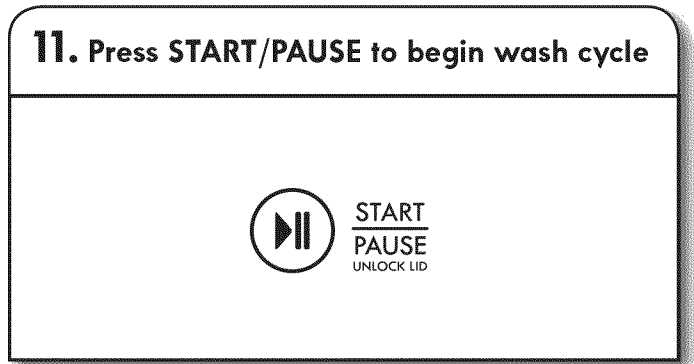 11. Press START/PAUSE to begin wash cycle
START
PAUSE
UNLOCK LID